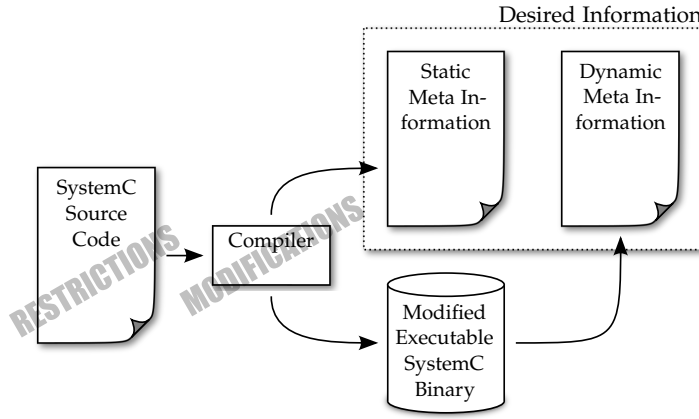 Desired Information
Static
Meta In-
formation
Dynamic
Meta In-
formation
SystemC
Source
Code
RESTRICTIONS
Compiler
MODIFICATIONS
Modified
Executable
SystemC
Binary